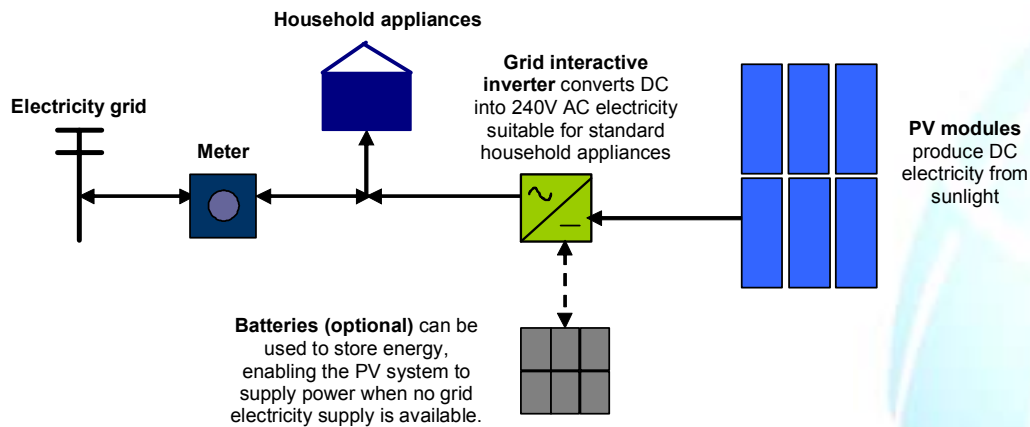 Household appliances
Electricity grid
Meter
Grid interactive
inverter converts DC
into 240V AC electricity
suitable for standard
household appliances
PV modules
produce DC
electricity from
sunlight
Batteries (optional) can be
used to store energy,
enabling the PV system to
supply power when no grid
electricity supply is available.